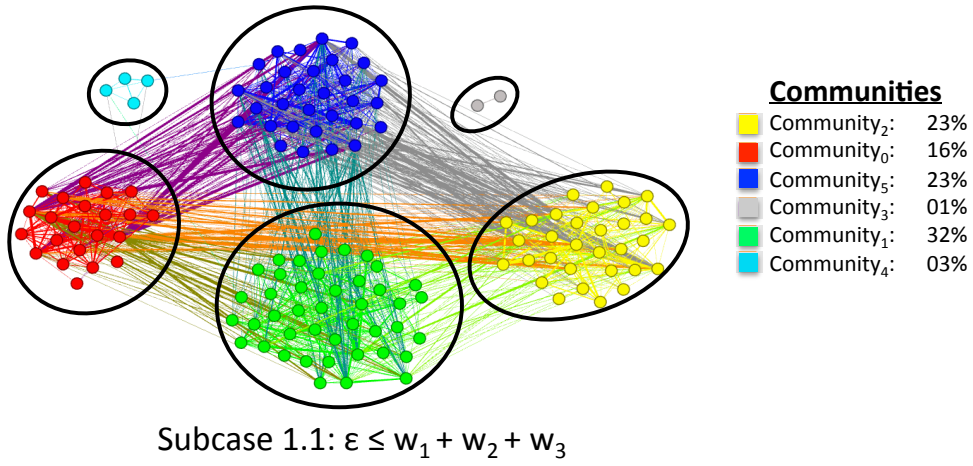 Communities
Community₂: 23%
Community₀: 16%
Community₅: 23%
Community₃: 01%
Community₁: 32%
Community₄: 03%
Subcase 1.1: ε ≤ w₁ + w₂ + w₃